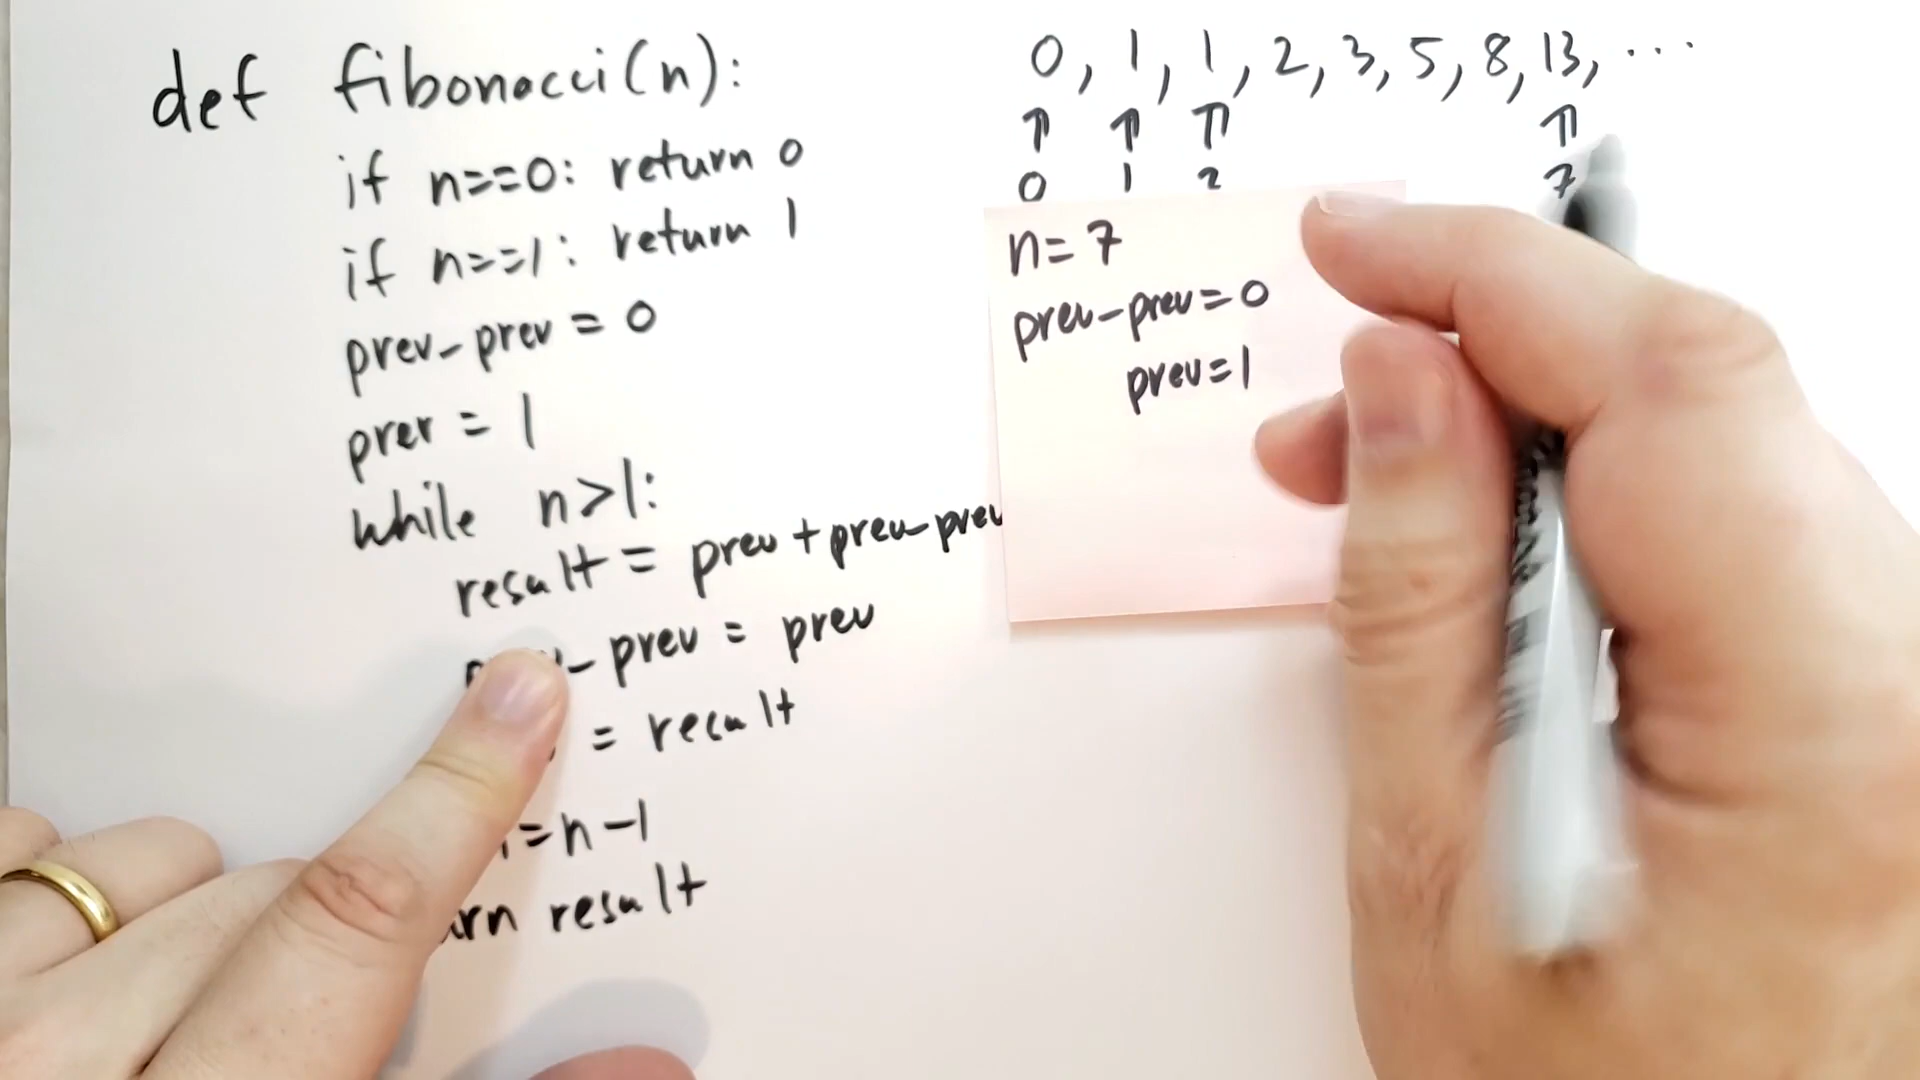 def fibonacci(n):
if n==0: return 0
if n==1: return 1
prev_prev = 0
prev = 1
while n>1:
result = prev + prev_prev
prev = prev
= result
=n-1
result
0, 1, 1, 2, 3, 5, 8, 13, ...
↑ ↑ ↑ ↑
0 1 2 7
n=7
prev_prev=0
prev=1